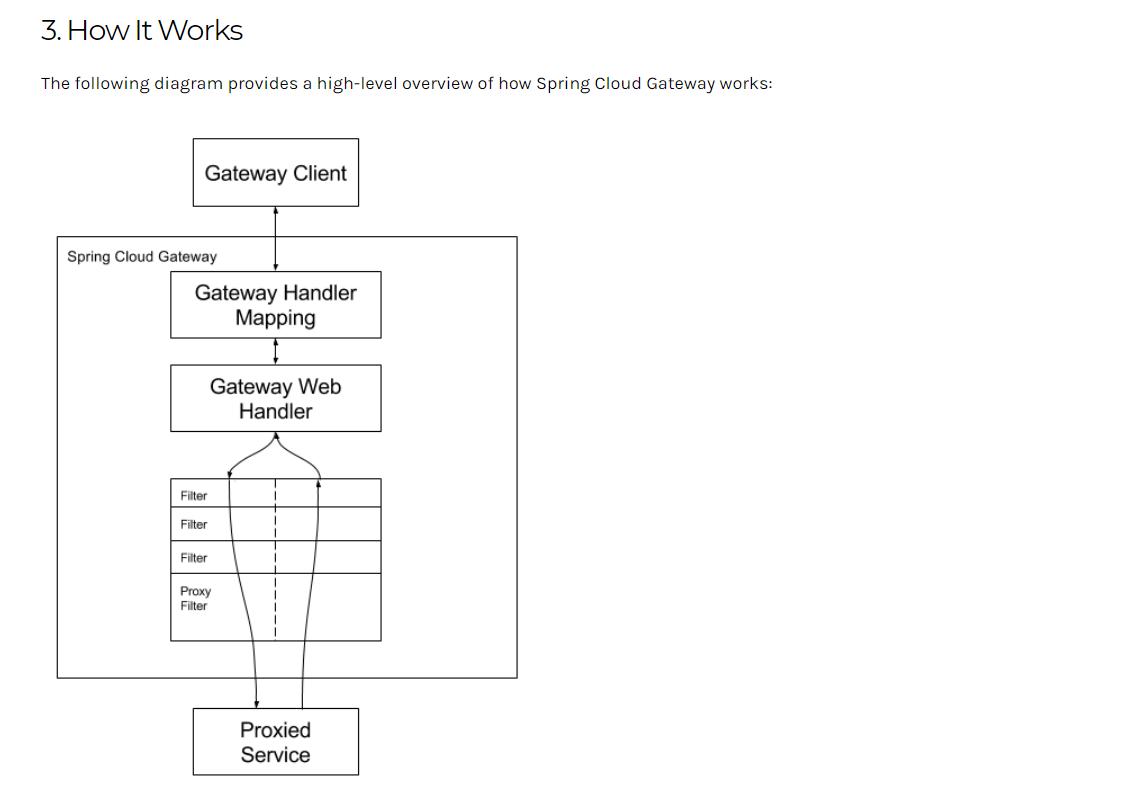 3. How It Works
The following diagram provides a high-level overview of how Spring Cloud Gateway works:
Gateway Client
Spring Cloud Gateway
Gateway Handler
Mapping
Gateway Web
Handler
Filter
Filter
Filter
Proxy
Filter
Proxied
Service